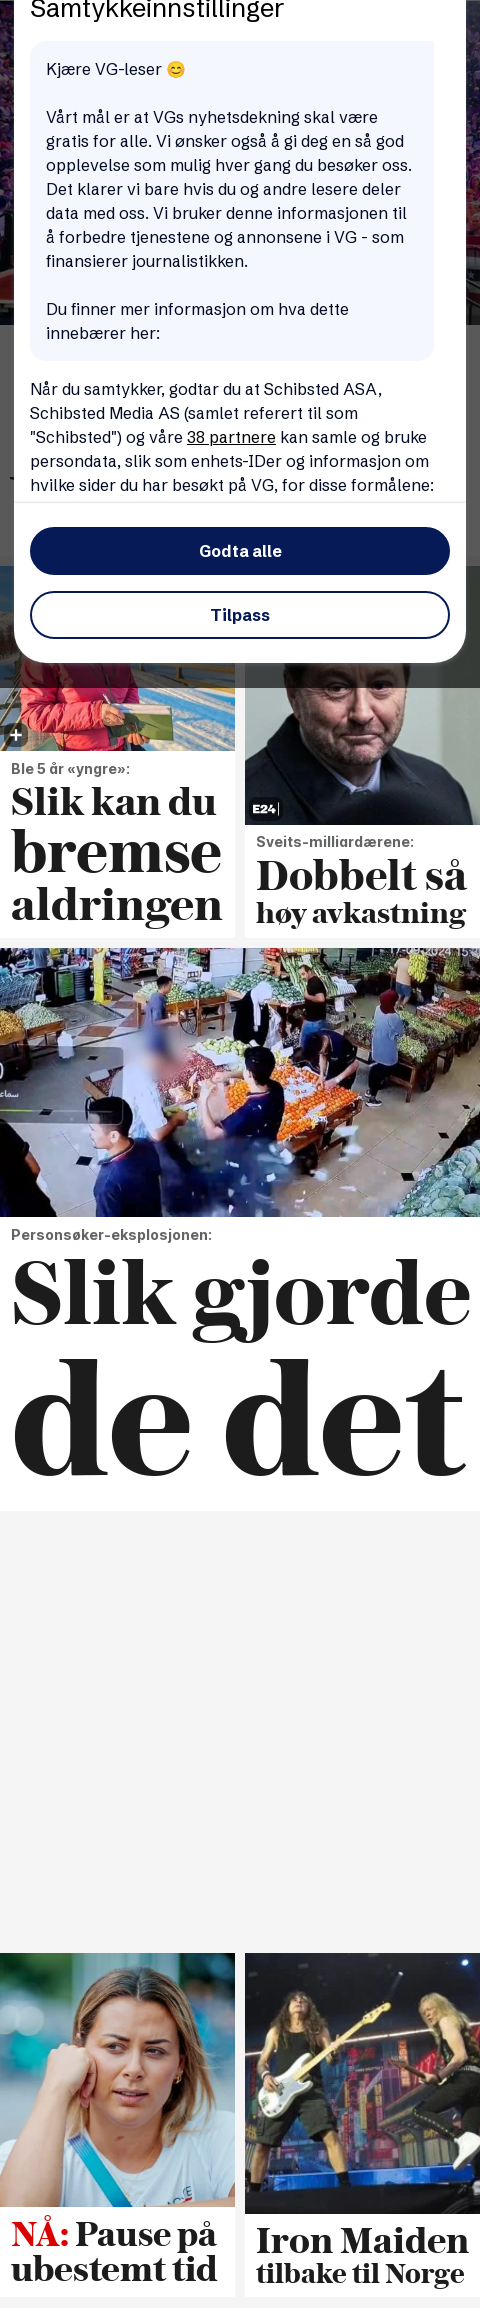 Samtykkeinnstillinger
Kjære VG-leser 😊
Vårt mål er at VGs nyhetsdekning skal være
gratis for alle. Vi ønsker også å gi deg en så god
opplevelse som mulig hver gang du besøker oss.
Det klarer vi bare hvis du og andre lesere deler
data med oss. Vi bruker denne informasjonen til
å forbedre tjenestene og annonsene i VG - som
finansierer journalistikken.
Du finner mer informasjon om hva dette
innebærer her:
Når du samtykker, godtar du at Schibsted ASA,
Schibsted Media AS (samlet referert til som
"Schibsted") og våre 38 partnere kan samle og bruke
persondata, slik som enhets-IDer og informasjon om
hvilke sider du har besøkt på VG, for disse formålene:
Godta alle
Tilpass
Ble 5 år «yngre»:
Slik kan du
bremse
aldringen
E24
Sveits-milliardærene:
Dobbelt så
høy avkastning
Personsøker-eksplosjonen:
Slik gjorde
de det
NÅ: Pause på
ubestemt tid
Iron Maiden
tilbake til Norge